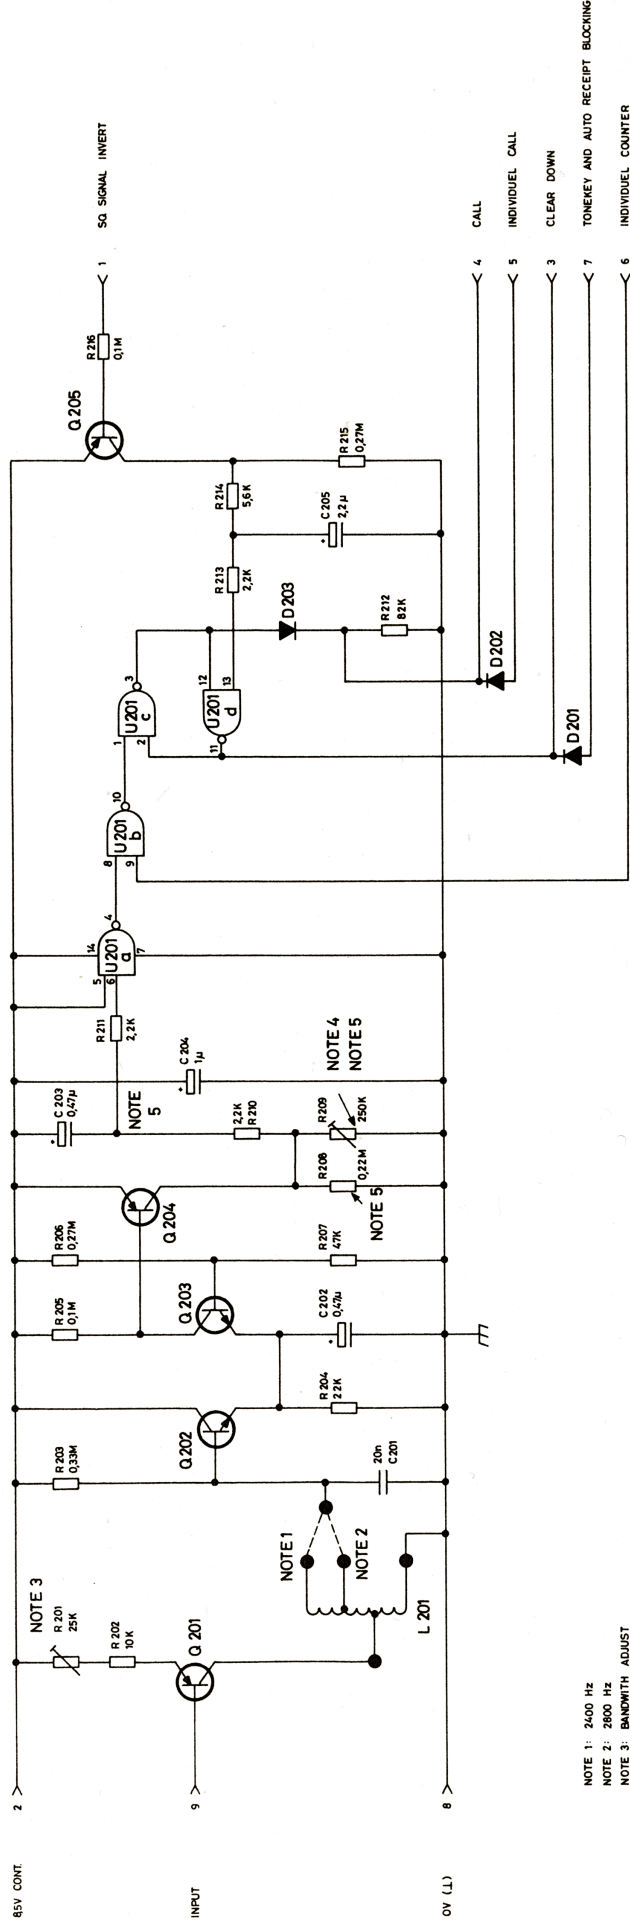 8,5V CONT.
2
INPUT
9
0V (⊥)
8
NOTE 3
R 201
25K
R 202
10K
Q 201
L 201
NOTE 1
NOTE 2
R 203
0,33M
20n
C201
Q 202
R 204
22K
R 205
0,1M
Q 203
C 202
0,47µ
R 206
0,27M
R 207
47K
Q 204
R 208
0,22M
NOTE 5
2,2K
R 210
R 209
250K
NOTE 4
NOTE 5
C 203
0,47µ
NOTE
5
C 204
1µ
R 211
2,2K
5
6
14
7
U201
a
4
8
9
U201
b
10
1
2
U201
c
3
11
U201
d
12
13
D 203
R 213
2,2K
R 212
82K
R 214
5,6K
C 205
2,2µ
R 215
0,27M
Q 205
R 216
0,1M
1 SQ SIGNAL INVERT
D 202
D 201
4 CALL
5 INDIVIDUEL CALL
3 CLEAR DOWN
7 TONEKEY AND AUTO RECEIPT BLOCKING
6 INDIVIDUEL COUNTER
NOTE 1: 2400 Hz
NOTE 2: 2800 Hz
NOTE 3: BANDWITH ADJUST